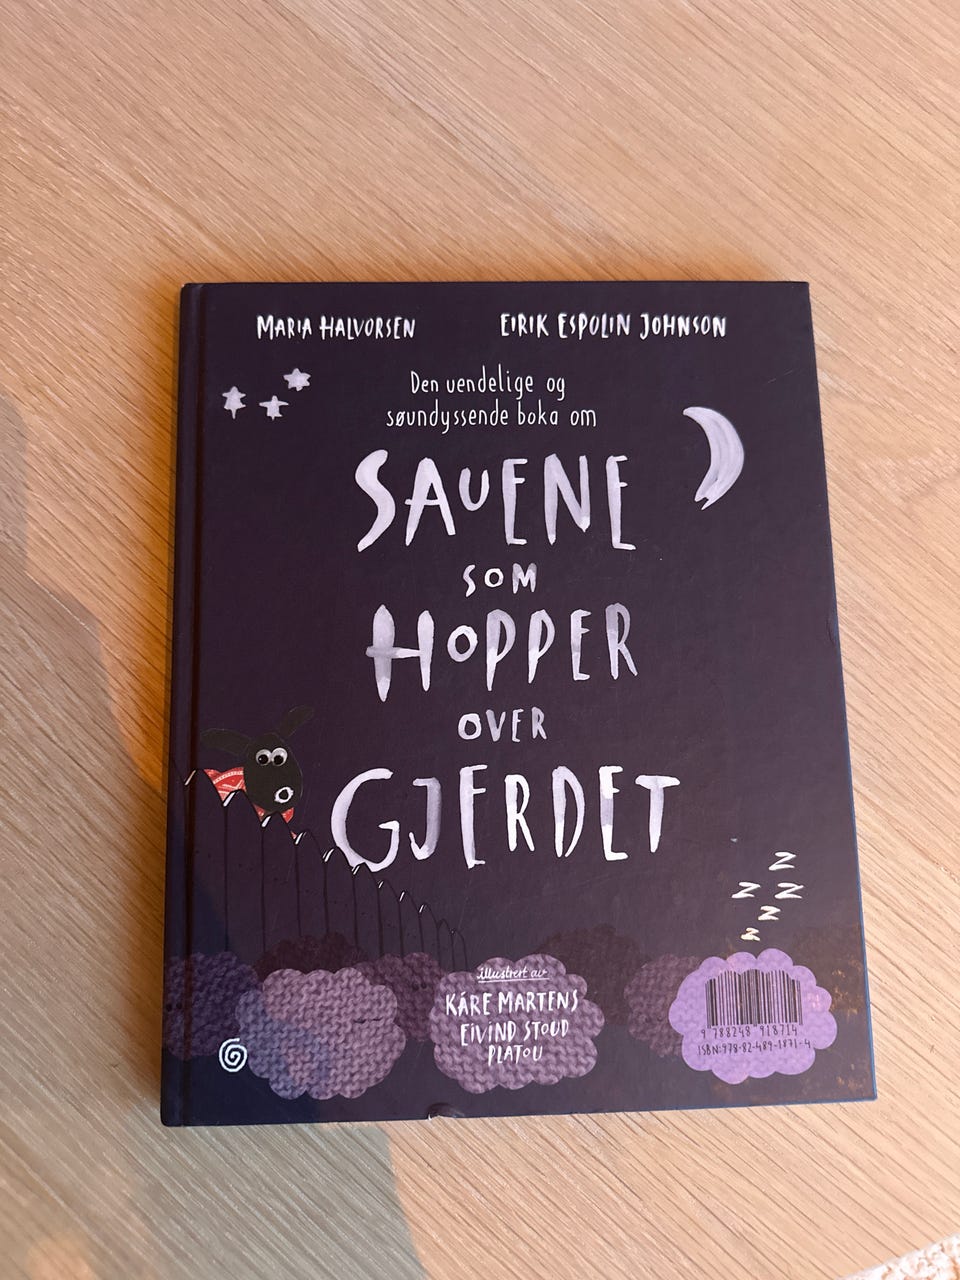 MARIA HALVORSEN
EIRIK ESPOLIN JOHNSON
Den uendelige og
søvndyssende boka om
SAUENE
SOM
HOPPER
OVER
GJERDET
Z
Z Z
Z
Z
illustrert av
KÅRE MARTENS
EIVIND STOUD
PLATOU
9 788248 918714
ISBN: 978-82-489-1871-4